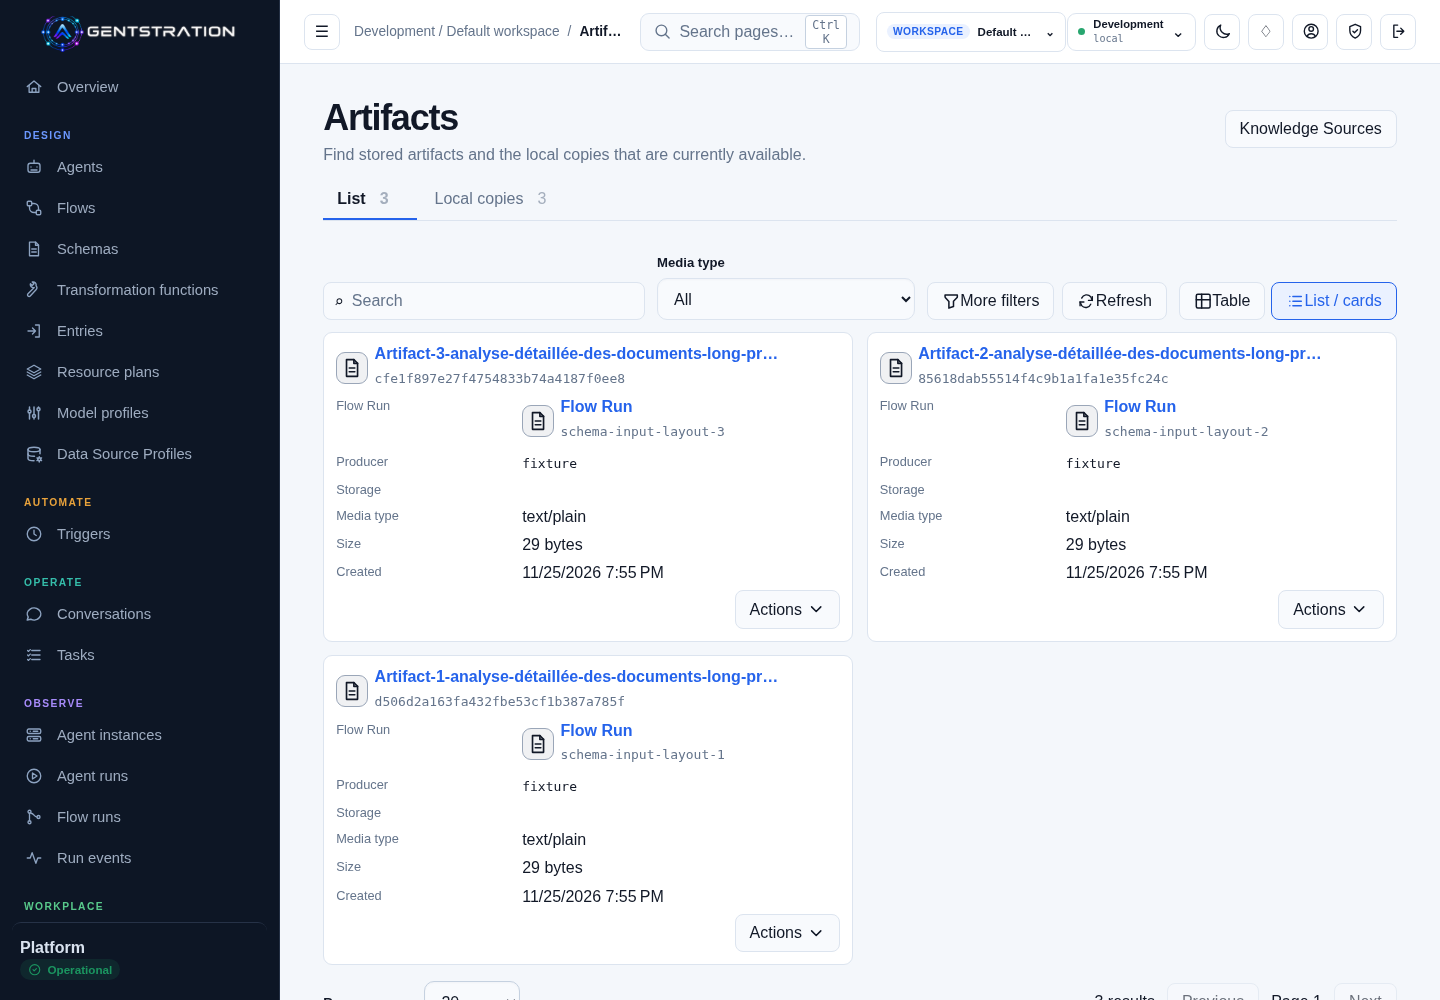 GENTSTRATION
Overview
DESIGN
Agents
Flows
Schemas
Transformation functions
Entries
Resource plans
Model profiles
Data Source Profiles
AUTOMATE
Triggers
OPERATE
Conversations
Tasks
OBSERVE
Agent instances
Agent runs
Flow runs
Run events
WORKPLACE
Platform
Operational
Development / Default workspace / Artif…
Search pages…
Ctrl K
WORKSPACE Default …
Development
local
Artifacts
Find stored artifacts and the local copies that are currently available.
Knowledge Sources
List 3
Local copies 3
Search
Media type
All
More filters
Refresh
Table
List / cards
Artifact-3-analyse-détaillée-des-documents-long-pr…
cfe1f897e27f4754833b74a4187f0ee8
Flow Run
Flow Run
schema-input-layout-3
Producer
fixture
Storage
Media type
text/plain
Size
29 bytes
Created
11/25/2026 7:55 PM
Actions
Artifact-2-analyse-détaillée-des-documents-long-pr…
85618dab55514f4c9b1a1fa1e35fc24c
Flow Run
Flow Run
schema-input-layout-2
Producer
fixture
Storage
Media type
text/plain
Size
29 bytes
Created
11/25/2026 7:55 PM
Actions
Artifact-1-analyse-détaillée-des-documents-long-pr…
d506d2a163fa432fbe53cf1b387a785f
Flow Run
Flow Run
schema-input-layout-1
Producer
fixture
Storage
Media type
text/plain
Size
29 bytes
Created
11/25/2026 7:55 PM
Actions
20
3 results
Previous
Page 1
Next